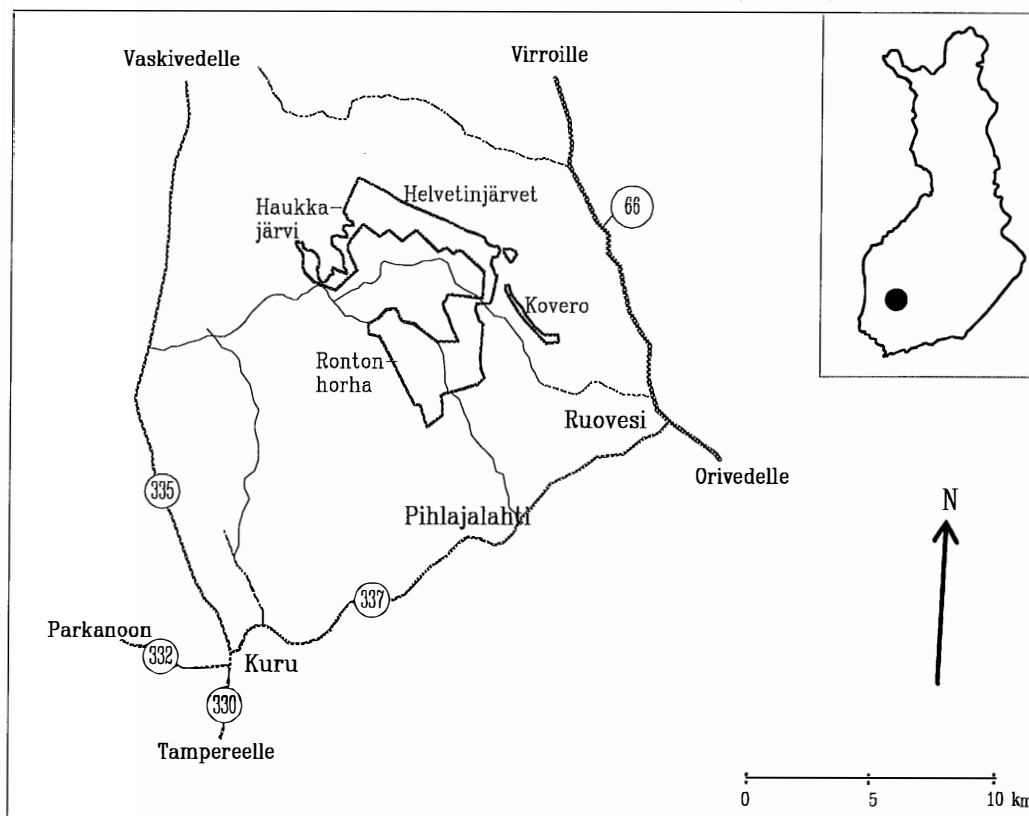 Vaskivedelle
Virroille
Helvetinjärvet
Haukka-
järvi
66
Kovero
Ronton-
horha
Ruovesi
Orivedelle
335
Pihlajalahti
N
337
Parkanoon
332
Kuru
330
Tampereelle
0 5 10 km